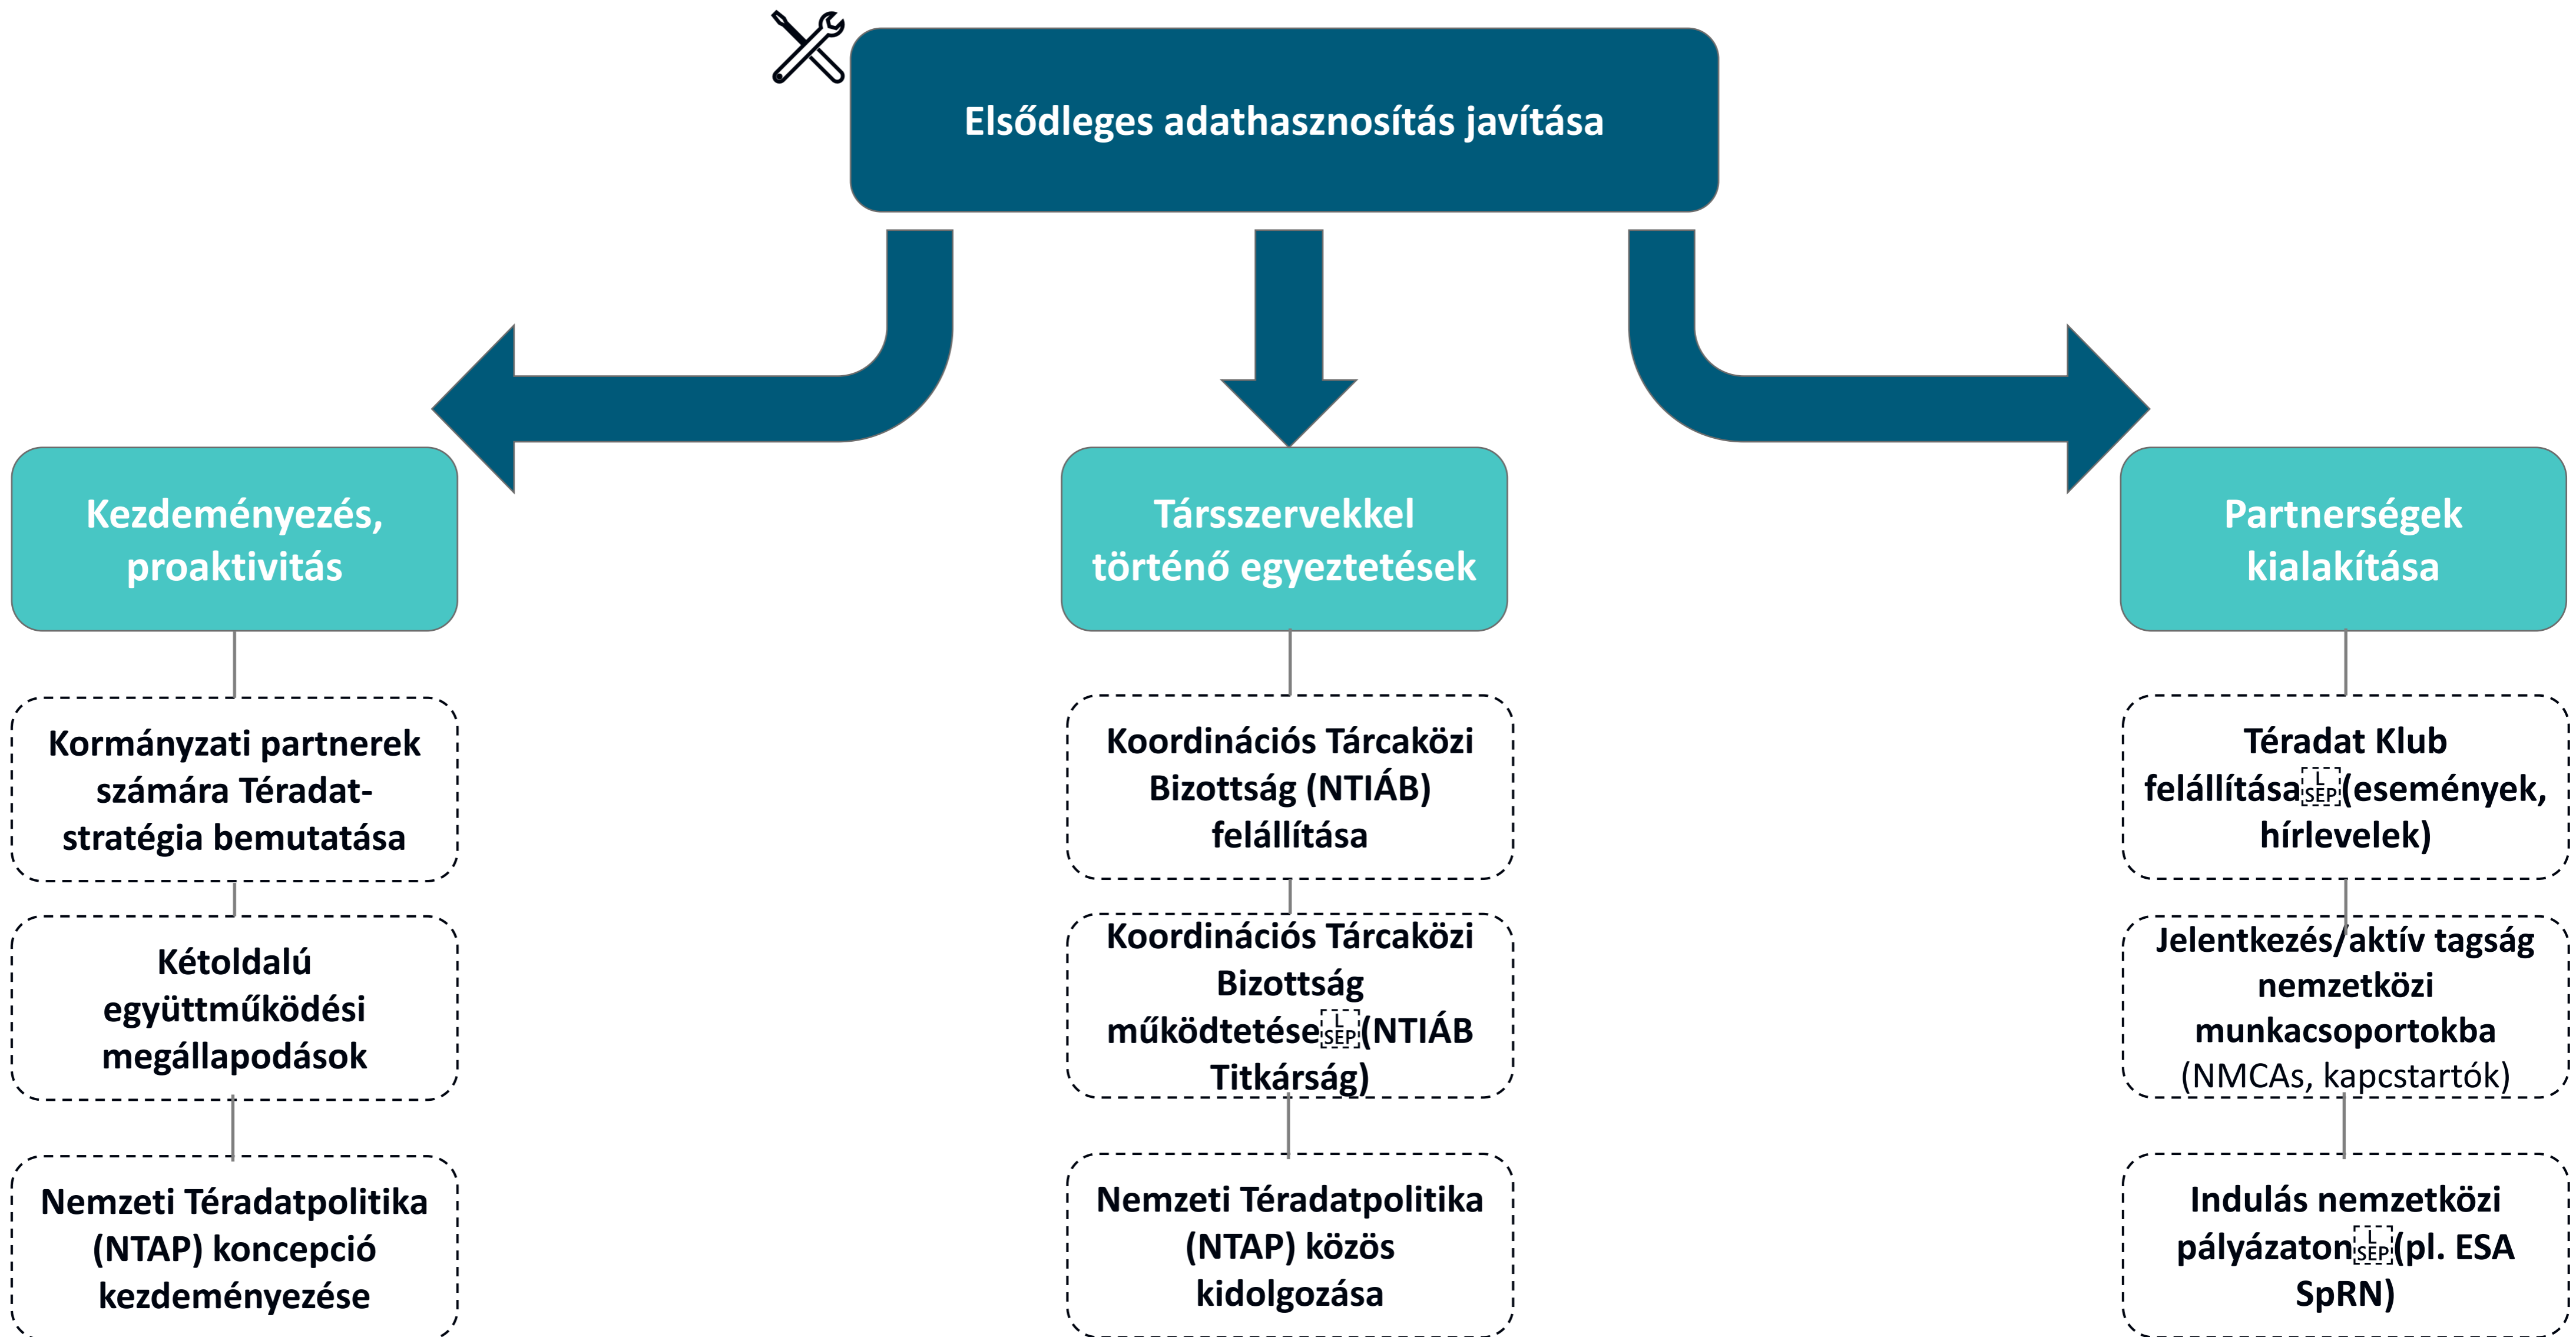 Elsődleges adathasznosítás javítása
Kezdeményezés,
proaktivitás
Kormányzati partnerek
számára Téradat-
stratégia bemutatása
Kétoldalú
együttműködési
megállapodások
Nemzeti Téradatpolitika
(NTAP) koncepció
kezdeményezése
Társszervekkel
történő egyeztetések
Koordinációs Tárcaközi
Bizottság (NTIÁB)
felállítása
Koordinációs Tárcaközi
Bizottság
működtetése L SEP (NTIÁB
Titkárság)
Nemzeti Téradatpolitika
(NTAP) közös
kidolgozása
Partnerségek
kialakítása
Téradat Klub
felállítása L SEP (események,
hírlevelek)
Jelentkezés/aktív tagság
nemzetközi
munkacsoportokba
(NMCAs, kapcstartók)
Indulás nemzetközi
pályázaton L SEP (pl. ESA
SpRN)